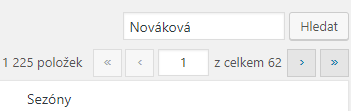 Nováková Hledat
1 225 položek « ‹ 1 z celkem 62 › »
Sezóny